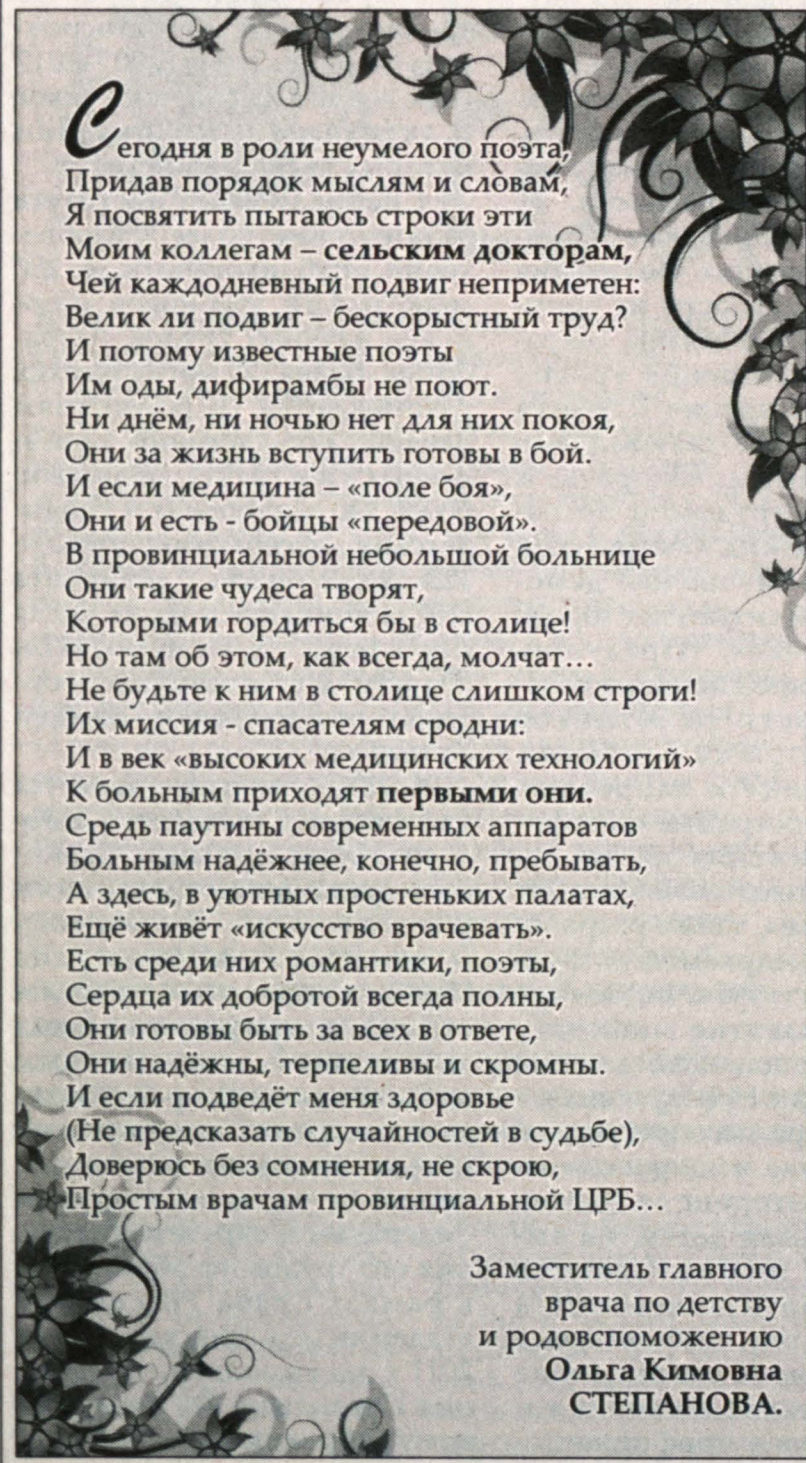 Сегодня в роли неумелого поэта,
Придав порядок мыслям и словам,
Я посвятить пытаюсь строки эти
Моим коллегам – сельским докторам,
Чей каждодневный подвиг неприметен:
Велик ли подвиг – бескорыстный труд?
И потому известные поэты
Им оды, дифирамбы не поют.
Ни днём, ни ночью нет для них покоя,
Они за жизнь вступить готовы в бой.
И если медицина – «поле боя»,
Они и есть - бойцы «передовой».
В провинциальной небольшой больнице
Они такие чудеса творят,
Которыми гордиться бы в столице!
Но там об этом, как всегда, молчат…
Не будьте к ним в столице слишком строги!
Их миссия - спасателям сродни:
И в век «высоких медицинских технологий»
К больным приходят первыми они.
Средь паутины современных аппаратов
Больным надёжнее, конечно, пребывать,
А здесь, в уютных простеньких палатах,
Ещё живёт «искусство врачевать».
Есть среди них романтики, поэты,
Сердца их добротой всегда полны,
Они готовы быть за всех в ответе,
Они надёжны, терпеливы и скромны.
И если подведёт меня здоровье
(Не предсказать случайностей в судьбе),
Доверюсь без сомнения, не скрою,
Простым врачам провинциальной ЦРБ…
Заместитель главного
врача по детству
и родовспоможению
Ольга Кимовна
СТЕПАНОВА.